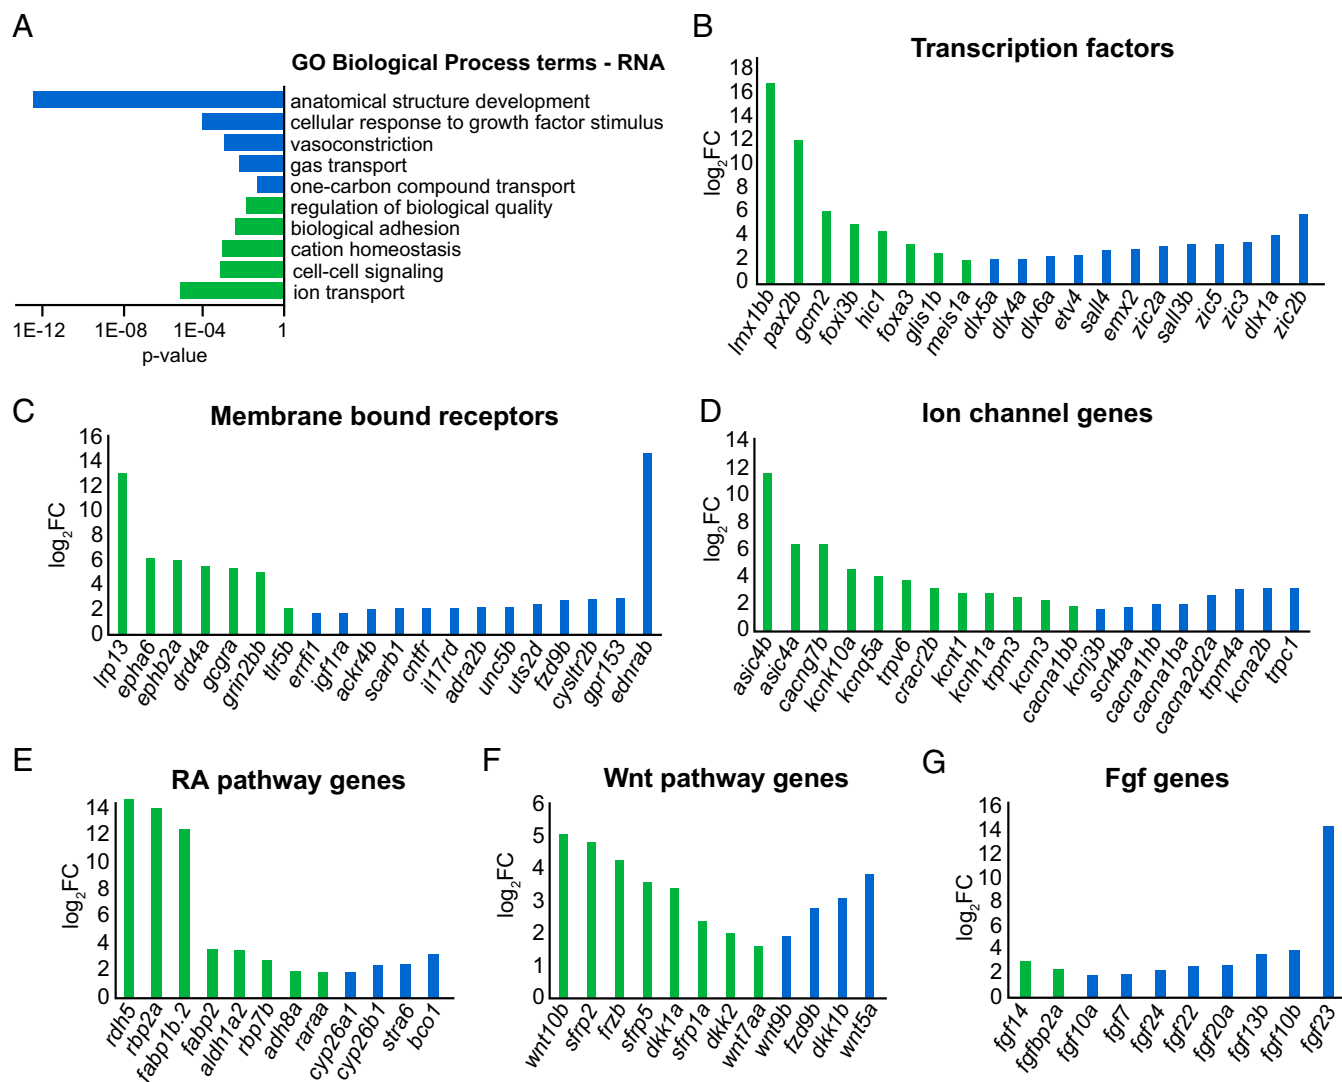 A
GO Biological Process terms - RNA
anatomical structure development
cellular response to growth factor stimulus
vasoconstriction
gas transport
one-carbon compound transport
regulation of biological quality
biological adhesion
cation homeostasis
cell-cell signaling
ion transport
1E-12 1E-08 1E-04 1
p-value
B
Transcription factors
log2FC
18
16
14
12
10
8
6
4
2
0
lmx1bb pax2b gcm2 foxi3b hic1 foxa3 glis1b meis1a dlx5a dlx4a dlx6a etv4 sall4 emx2 zic2a sall3b zic5 zic3 dlx1a zic2b
C
Membrane bound receptors
log2FC
16
14
12
10
8
6
4
2
0
lrp13 epha6 ephb2a drd4a gcgra grin2bb tlr5b errfi1 igf1ra ackr4b scarb1 cntfr il17rd adra2b unc5b uts2d fzd9b cysltr2b gpr153 ednrab
D
Ion channel genes
log2FC
14
12
10
8
6
4
2
0
asic4b asic4a cacng7b kcnk10a kcnq5a trpv6 cracr2b kcnt1 kcnh1a trpm3 kcnn3 cacna1bb kcnj3b scn4ba cacna1hb cacna1ba cacna2d2a trpm4a kcna2b trpc1
E
RA pathway genes
log2FC
14
12
10
8
6
4
2
0
rdh5 rbp2a fabp1b.2 fabp2 aldh1a2 rbp7b adh8a raraa cyp26a1 cyp26b1 stra6 bco1
F
Wnt pathway genes
log2FC
6
5
4
3
2
1
0
wnt10b sfrp2 frzb sfrp5 dkk1a sfrp1a dkk2 wnt7aa wnt9b fzd9b dkk1b wnt5a
G
Fgf genes
log2FC
16
14
12
10
8
6
4
2
0
fgf14 fgfbp2a fgf10a fgf7 fgf24 fgf22 fgf20a fgf13b fgf10b fgf23